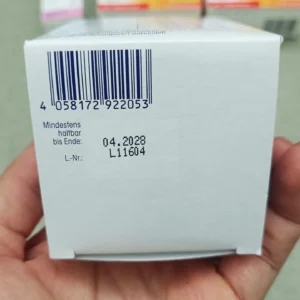 4 058172 922053
Mindestens
haltbar
bis Ende: 04.2028
L.-Nr.: L11604